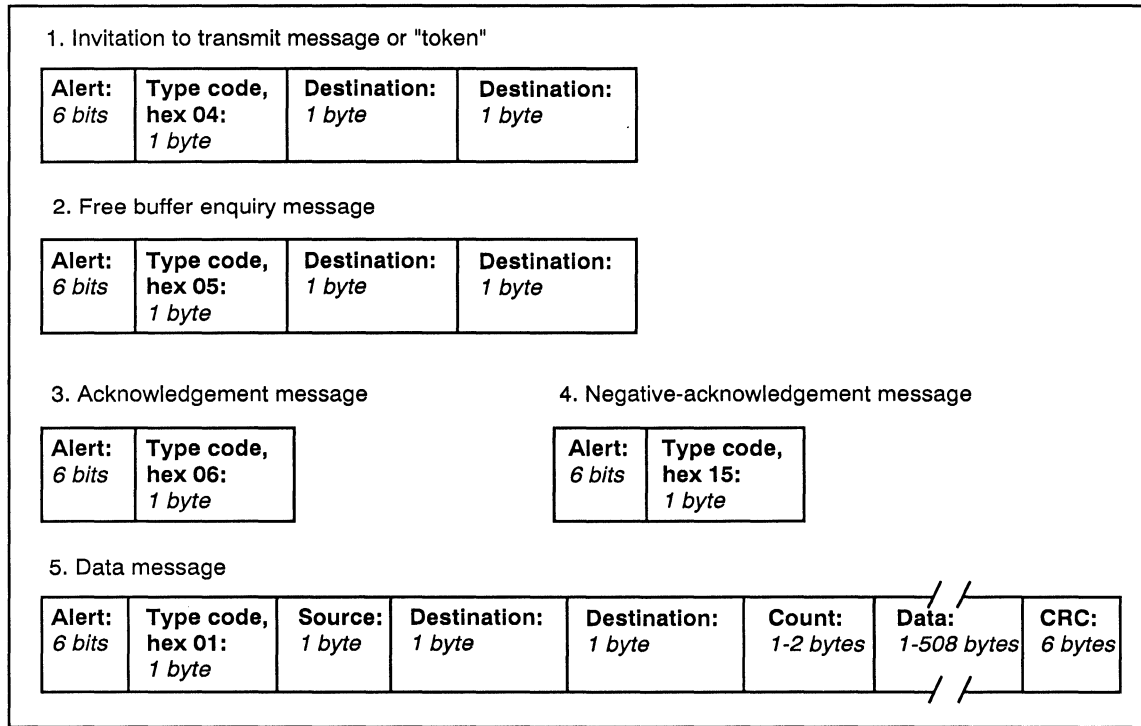 1. Invitation to transmit message or "token"
Alert: Type code, Destination: Destination:
6 bits hex 04: 1 byte 1 byte
1 byte
2. Free buffer enquiry message
Alert: Type code, Destination: Destination:
6 bits hex 05: 1 byte 1 byte
1 byte
3. Acknowledgement message 4. Negative-acknowledgement message
Alert: Type code, Alert: Type code,
6 bits hex 06: 6 bits hex 15:
1 byte 1 byte
5. Data message
Alert: Type code, Source: Destination: Destination: Count: Data: CRC:
6 bits hex 01: 1 byte 1 byte 1 byte 1-2 bytes 1-508 bytes 6 bytes
1 byte